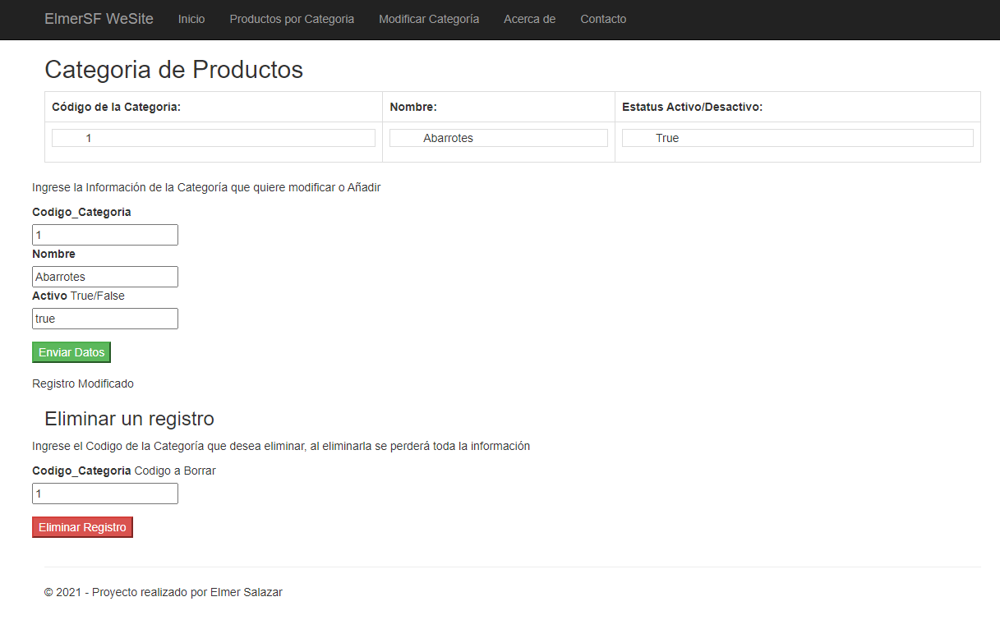 ElmerSF WeSite Inicio Productos por Categoria Modificar Categoría Acerca de Contacto
Categoria de Productos
Código de la Categoria: Nombre: Estatus Activo/Desactivo:
1 Abarrotes True
Ingrese la Información de la Categoría que quiere modificar o Añadir
Codigo_Categoria
1
Nombre
Abarrotes
Activo True/False
true
Enviar Datos
Registro Modificado
Eliminar un registro
Ingrese el Codigo de la Categoría que desea eliminar, al eliminarla se perderá toda la información
Codigo_Categoria Codigo a Borrar
1
Eliminar Registro
© 2021 - Proyecto realizado por Elmer Salazar